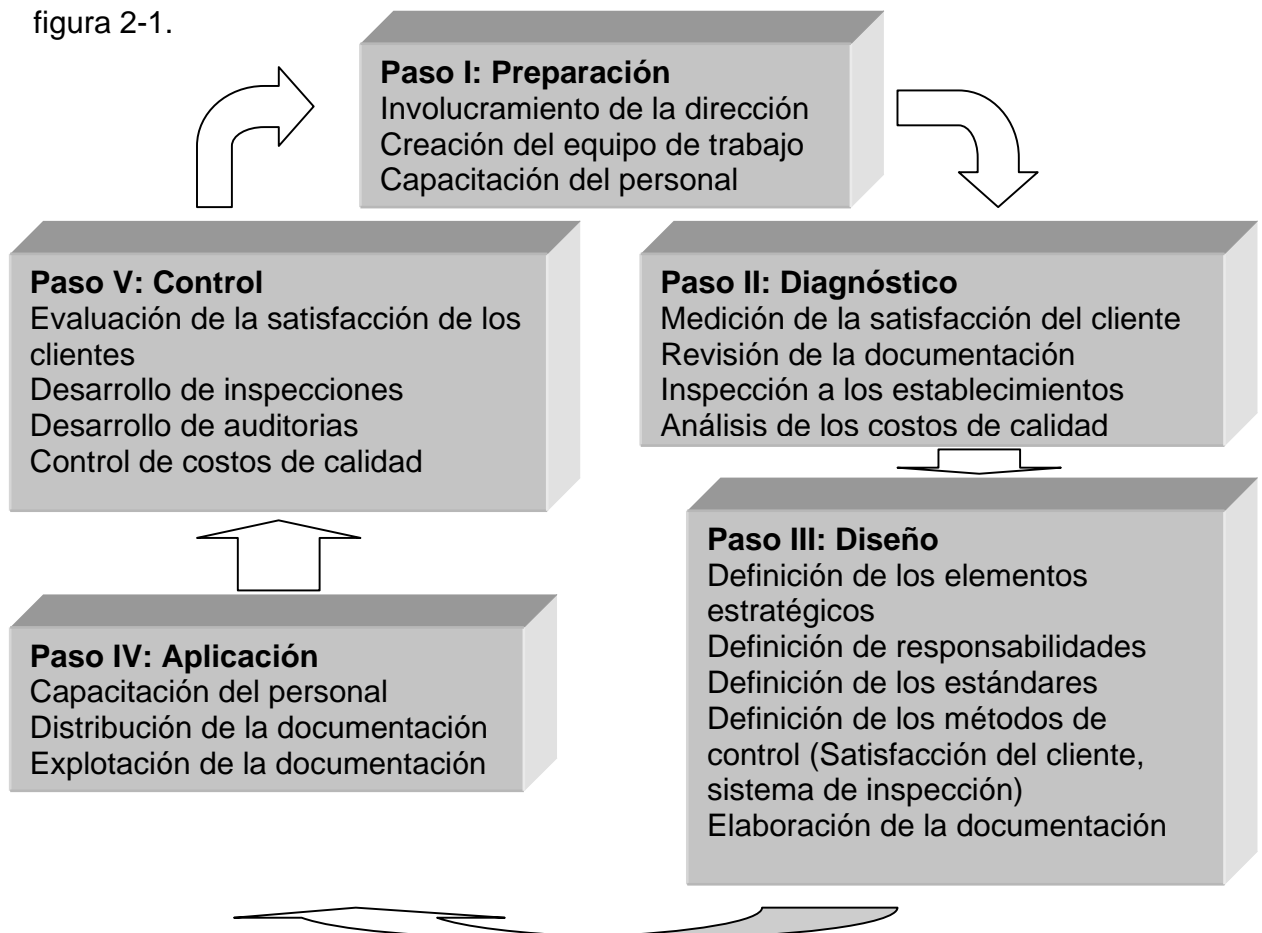 figura 2-1.
Paso I: Preparación
Involucramiento de la dirección
Creación del equipo de trabajo
Capacitación del personal
Paso II: Diagnóstico
Medición de la satisfacción del cliente
Revisión de la documentación
Inspección a los establecimientos
Análisis de los costos de calidad
Paso III: Diseño
Definición de los elementos
estratégicos
Definición de responsabilidades
Definición de los estándares
Definición de los métodos de
control (Satisfacción del cliente,
sistema de inspección)
Elaboración de la documentación
Paso IV: Aplicación
Capacitación del personal
Distribución de la documentación
Explotación de la documentación
Paso V: Control
Evaluación de la satisfacción de los
clientes
Desarrollo de inspecciones
Desarrollo de auditorias
Control de costos de calidad